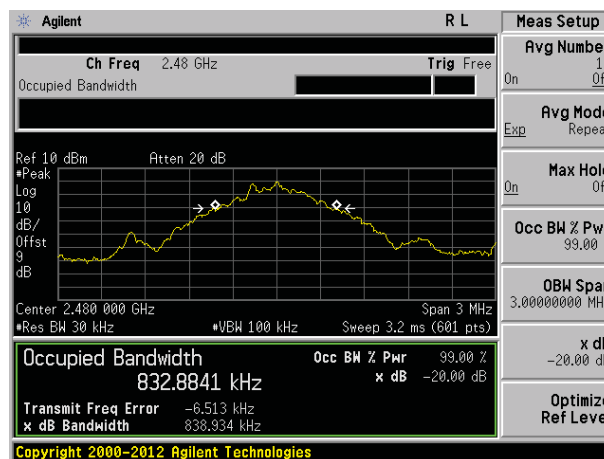 Agilent
R L
Meas Setup
Ch Freq 2.48 GHz
Trig Free
Occupied Bandwidth
Ref 10 dBm
Atten 20 dB
#Peak
Log
10
dB/
Offst
9
dB
Center 2.480 000 GHz
Span 3 MHz
#Res BW 30 kHz
#VBW 100 kHz
Sweep 3.2 ms (601 pts)
Occupied Bandwidth
832.8841 kHz
Occ BW % Pwr 99.00 %
x dB -20.00 dB
Transmit Freq Error -6.513 kHz
x dB Bandwidth 838.934 kHz
Copyright 2000-2012 Agilent Technologies
Avg Numbe
1
On Of
Avg Mode
Exp Repea
Max Hol
On Of
Occ BW % Pw
99.00
OBW Spa
3.00000000 MH
x d
-20.00 d
Optimiz
Ref Leve